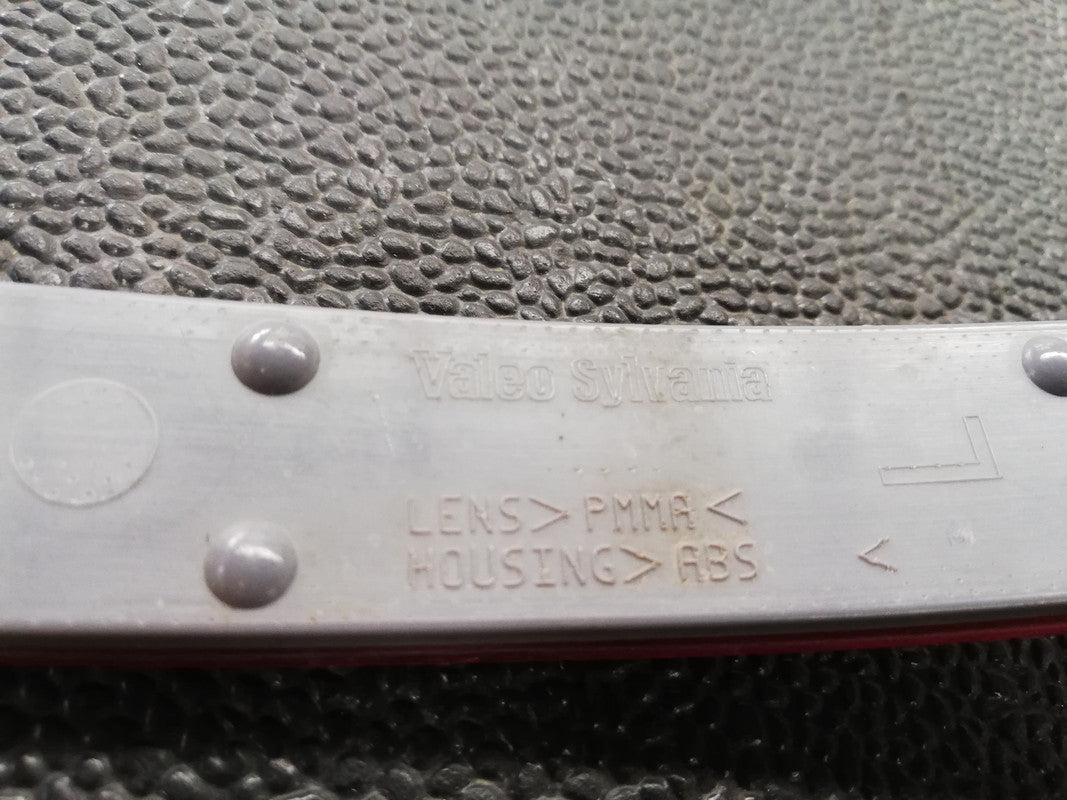 Valeo Sylvania
L
LENS>PMMA<
HOUSING>ABS <